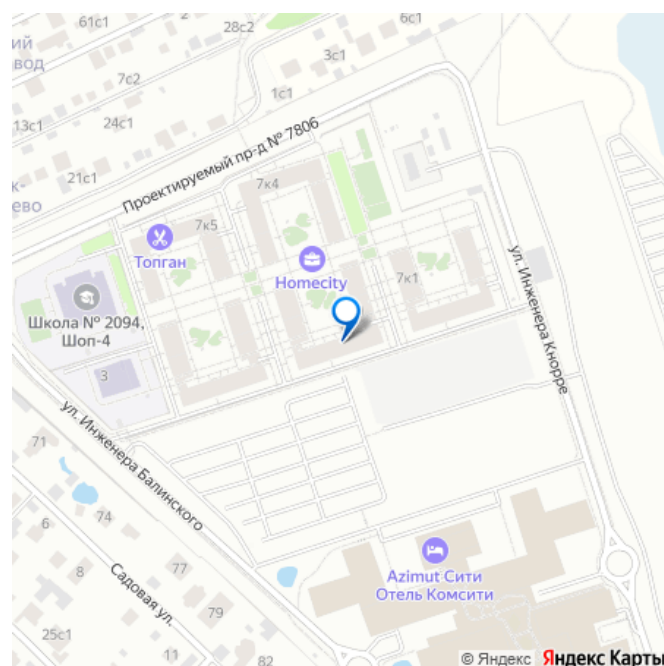 61с1
28с2
6с1
ий
вод
3с1
7с2
1с1
13с1
24с1
21с1
к-
ево
Проектируемый пр-д № 7806
7к4
7к5
Топган
Homecity
7к1
Школа № 2094,
Шоп-4
3
ул. Инженера Кнорре
ул. Инженера Балинского
71
74
6
8
77
79
Садовая ул.
25с1
11
82
Azimut Сити
Отель Комсити
© Яндекс Яндекс Карты